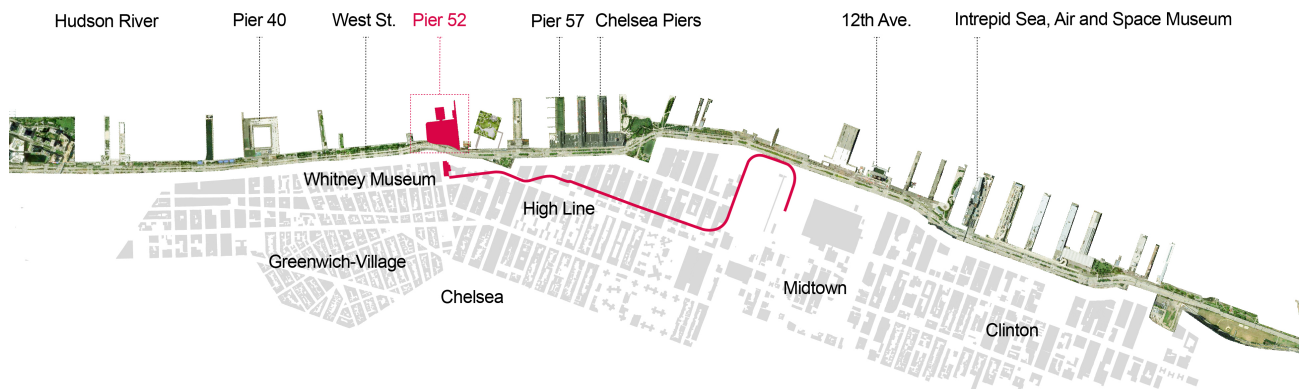 Hudson River
Pier 40
West St.
Pier 52
Pier 57
Chelsea Piers
12th Ave.
Intrepid Sea, Air and Space Museum
Whitney Museum
High Line
Greenwich-Village
Chelsea
Midtown
Clinton